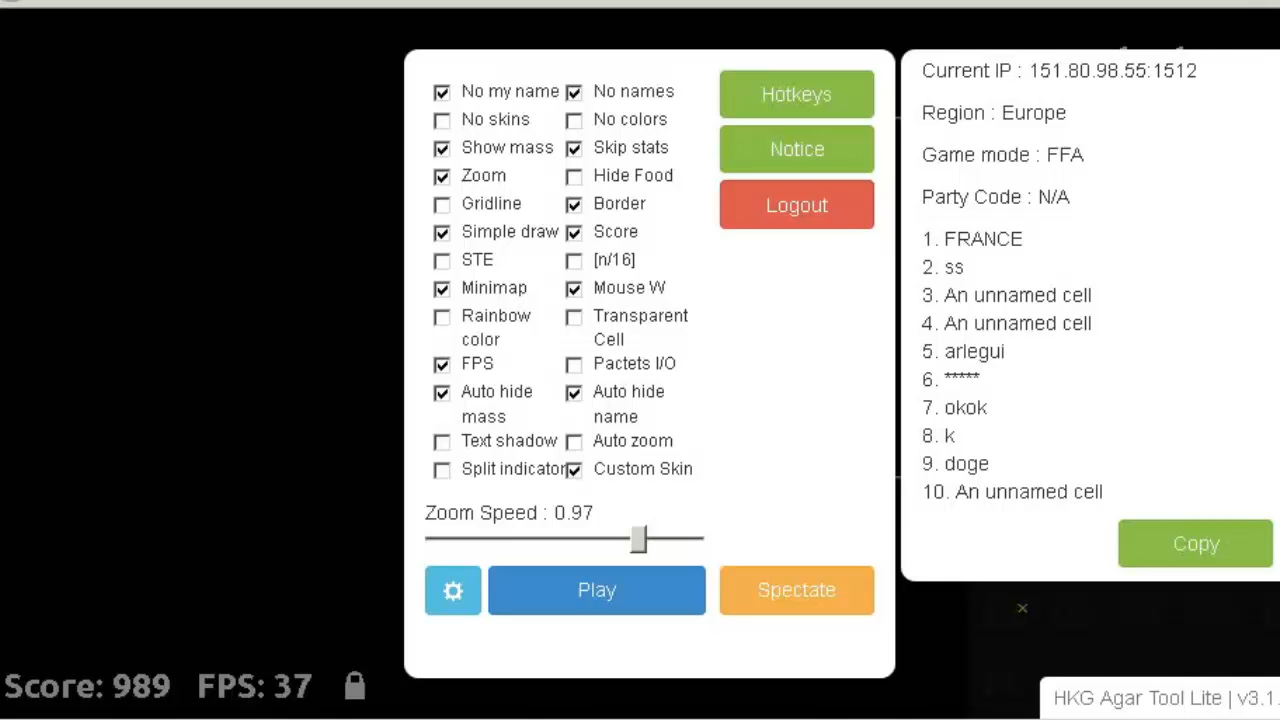 No my name
No names
No skins
No colors
Show mass
Skip stats
Zoom
Hide Food
Gridline
Border
Simple draw
Score
STE
[n/16]
Minimap
Mouse W
Rainbow
color
Transparent
Cell
FPS
Pactets I/O
Auto hide
mass
Auto hide
name
Text shadow
Auto zoom
Split indicator
Custom Skin
Zoom Speed : 0.97
Play
Spectate
Hotkeys
Notice
Logout
Current IP : 151.80.98.55:1512
Region : Europe
Game mode : FFA
Party Code : N/A
1. FRANCE
2. ss
3. An unnamed cell
4. An unnamed cell
5. arlegui
6. *****
7. okok
8. k
9. doge
10. An unnamed cell
Copy
Score: 989 FPS: 37
HKG Agar Tool Lite | v3.1.